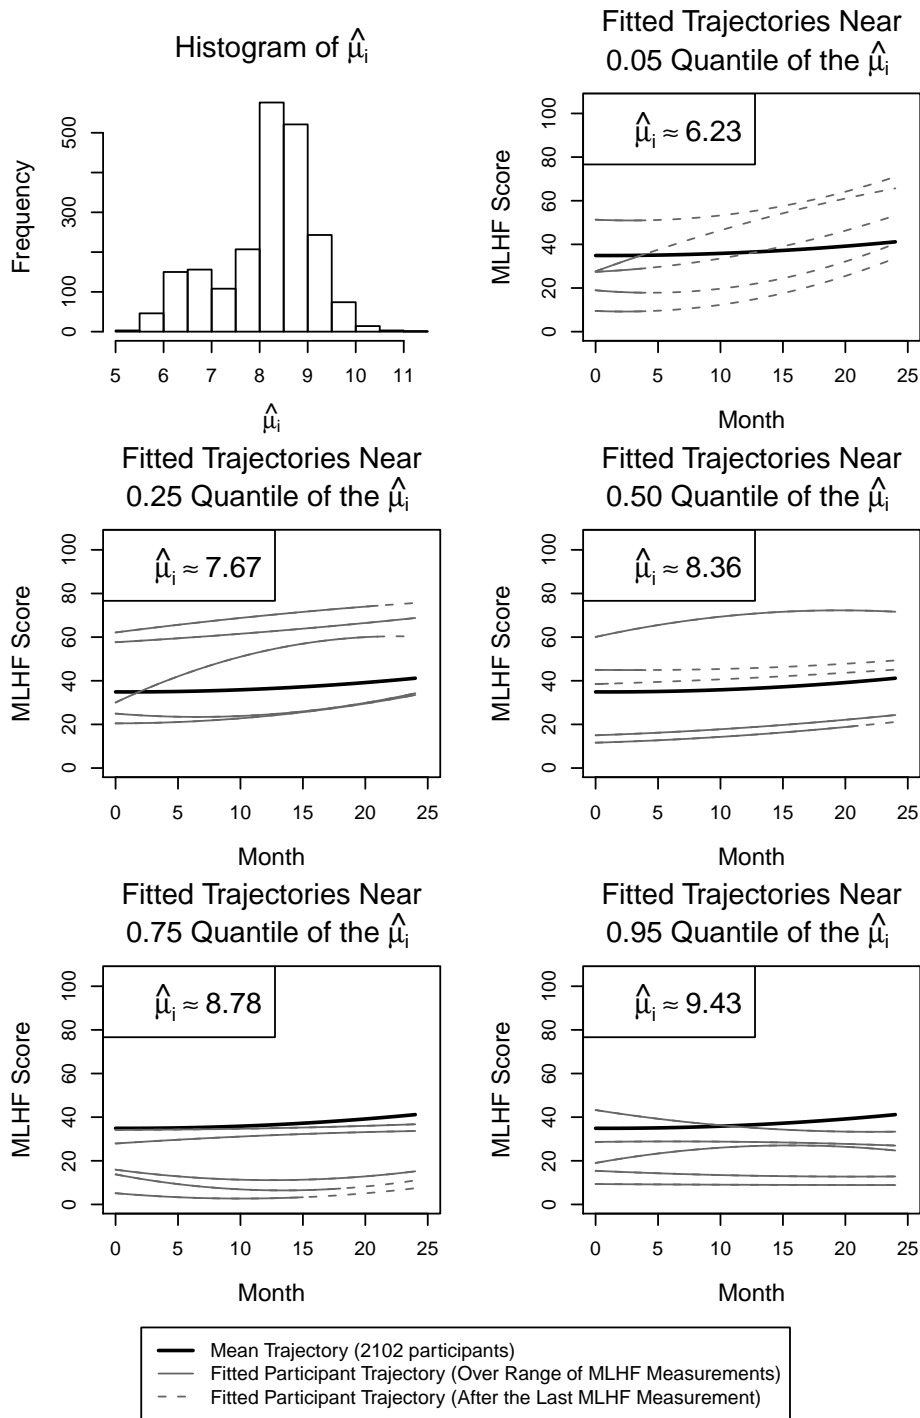 Histogram of μ̂i
Frequency
0 100 300 500
5 6 7 8 9 10 11
μ̂i
Fitted Trajectories Near
0.05 Quantile of the μ̂i
μ̂i ≈ 6.23
MLHF Score
0 20 40 60 80 100
0 5 10 15 20 25
Month
Fitted Trajectories Near
0.25 Quantile of the μ̂i
μ̂i ≈ 7.67
MLHF Score
0 20 40 60 80 100
0 5 10 15 20 25
Month
Fitted Trajectories Near
0.50 Quantile of the μ̂i
μ̂i ≈ 8.36
MLHF Score
0 20 40 60 80 100
0 5 10 15 20 25
Month
Fitted Trajectories Near
0.75 Quantile of the μ̂i
μ̂i ≈ 8.78
MLHF Score
0 20 40 60 80 100
0 5 10 15 20 25
Month
Fitted Trajectories Near
0.95 Quantile of the μ̂i
μ̂i ≈ 9.43
MLHF Score
0 20 40 60 80 100
0 5 10 15 20 25
Month
Mean Trajectory (2102 participants)
Fitted Participant Trajectory (Over Range of MLHF Measurements)
Fitted Participant Trajectory (After the Last MLHF Measurement)